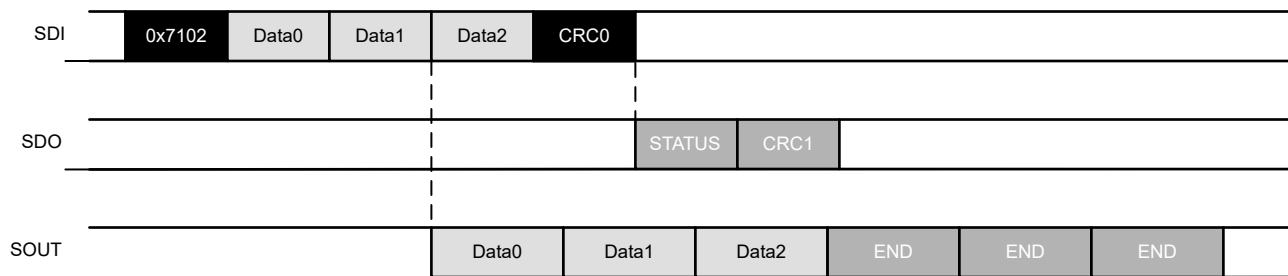 SDI 0x7102 Data0 Data1 Data2 CRC0
SDO STATUS CRC1
SOUT Data0 Data1 Data2 END END END